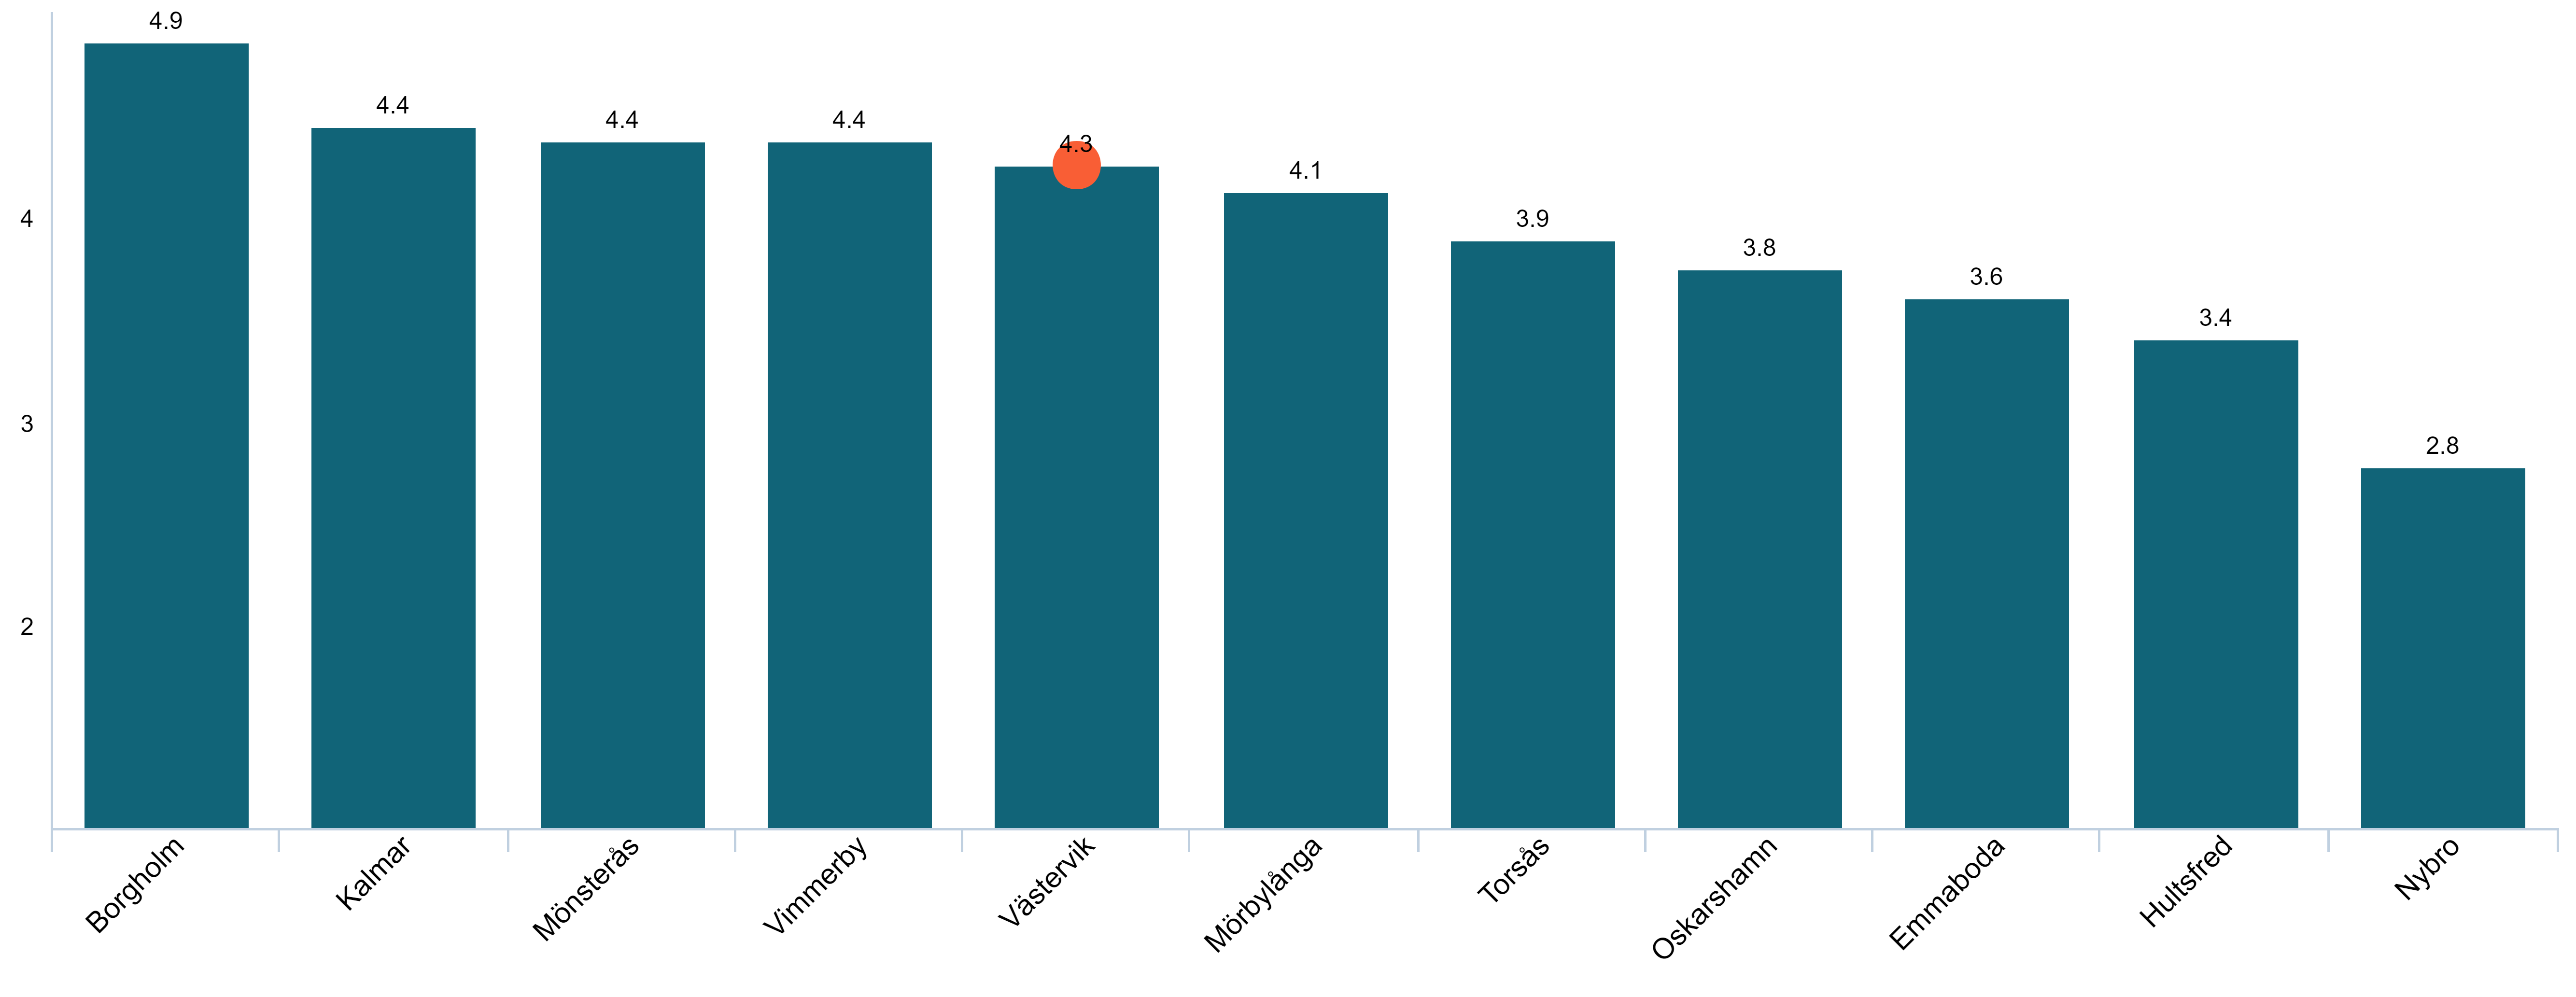 4.9
4.4
4.4
4.4
4.3
4.1
3.9
3.8
3.6
3.4
2.8
4
3
2
Borgholm
Kalmar
Mönsterås
Vimmerby
Västervik
Mörbylånga
Torsås
Oskarshamn
Emmaboda
Hultsfred
Nybro